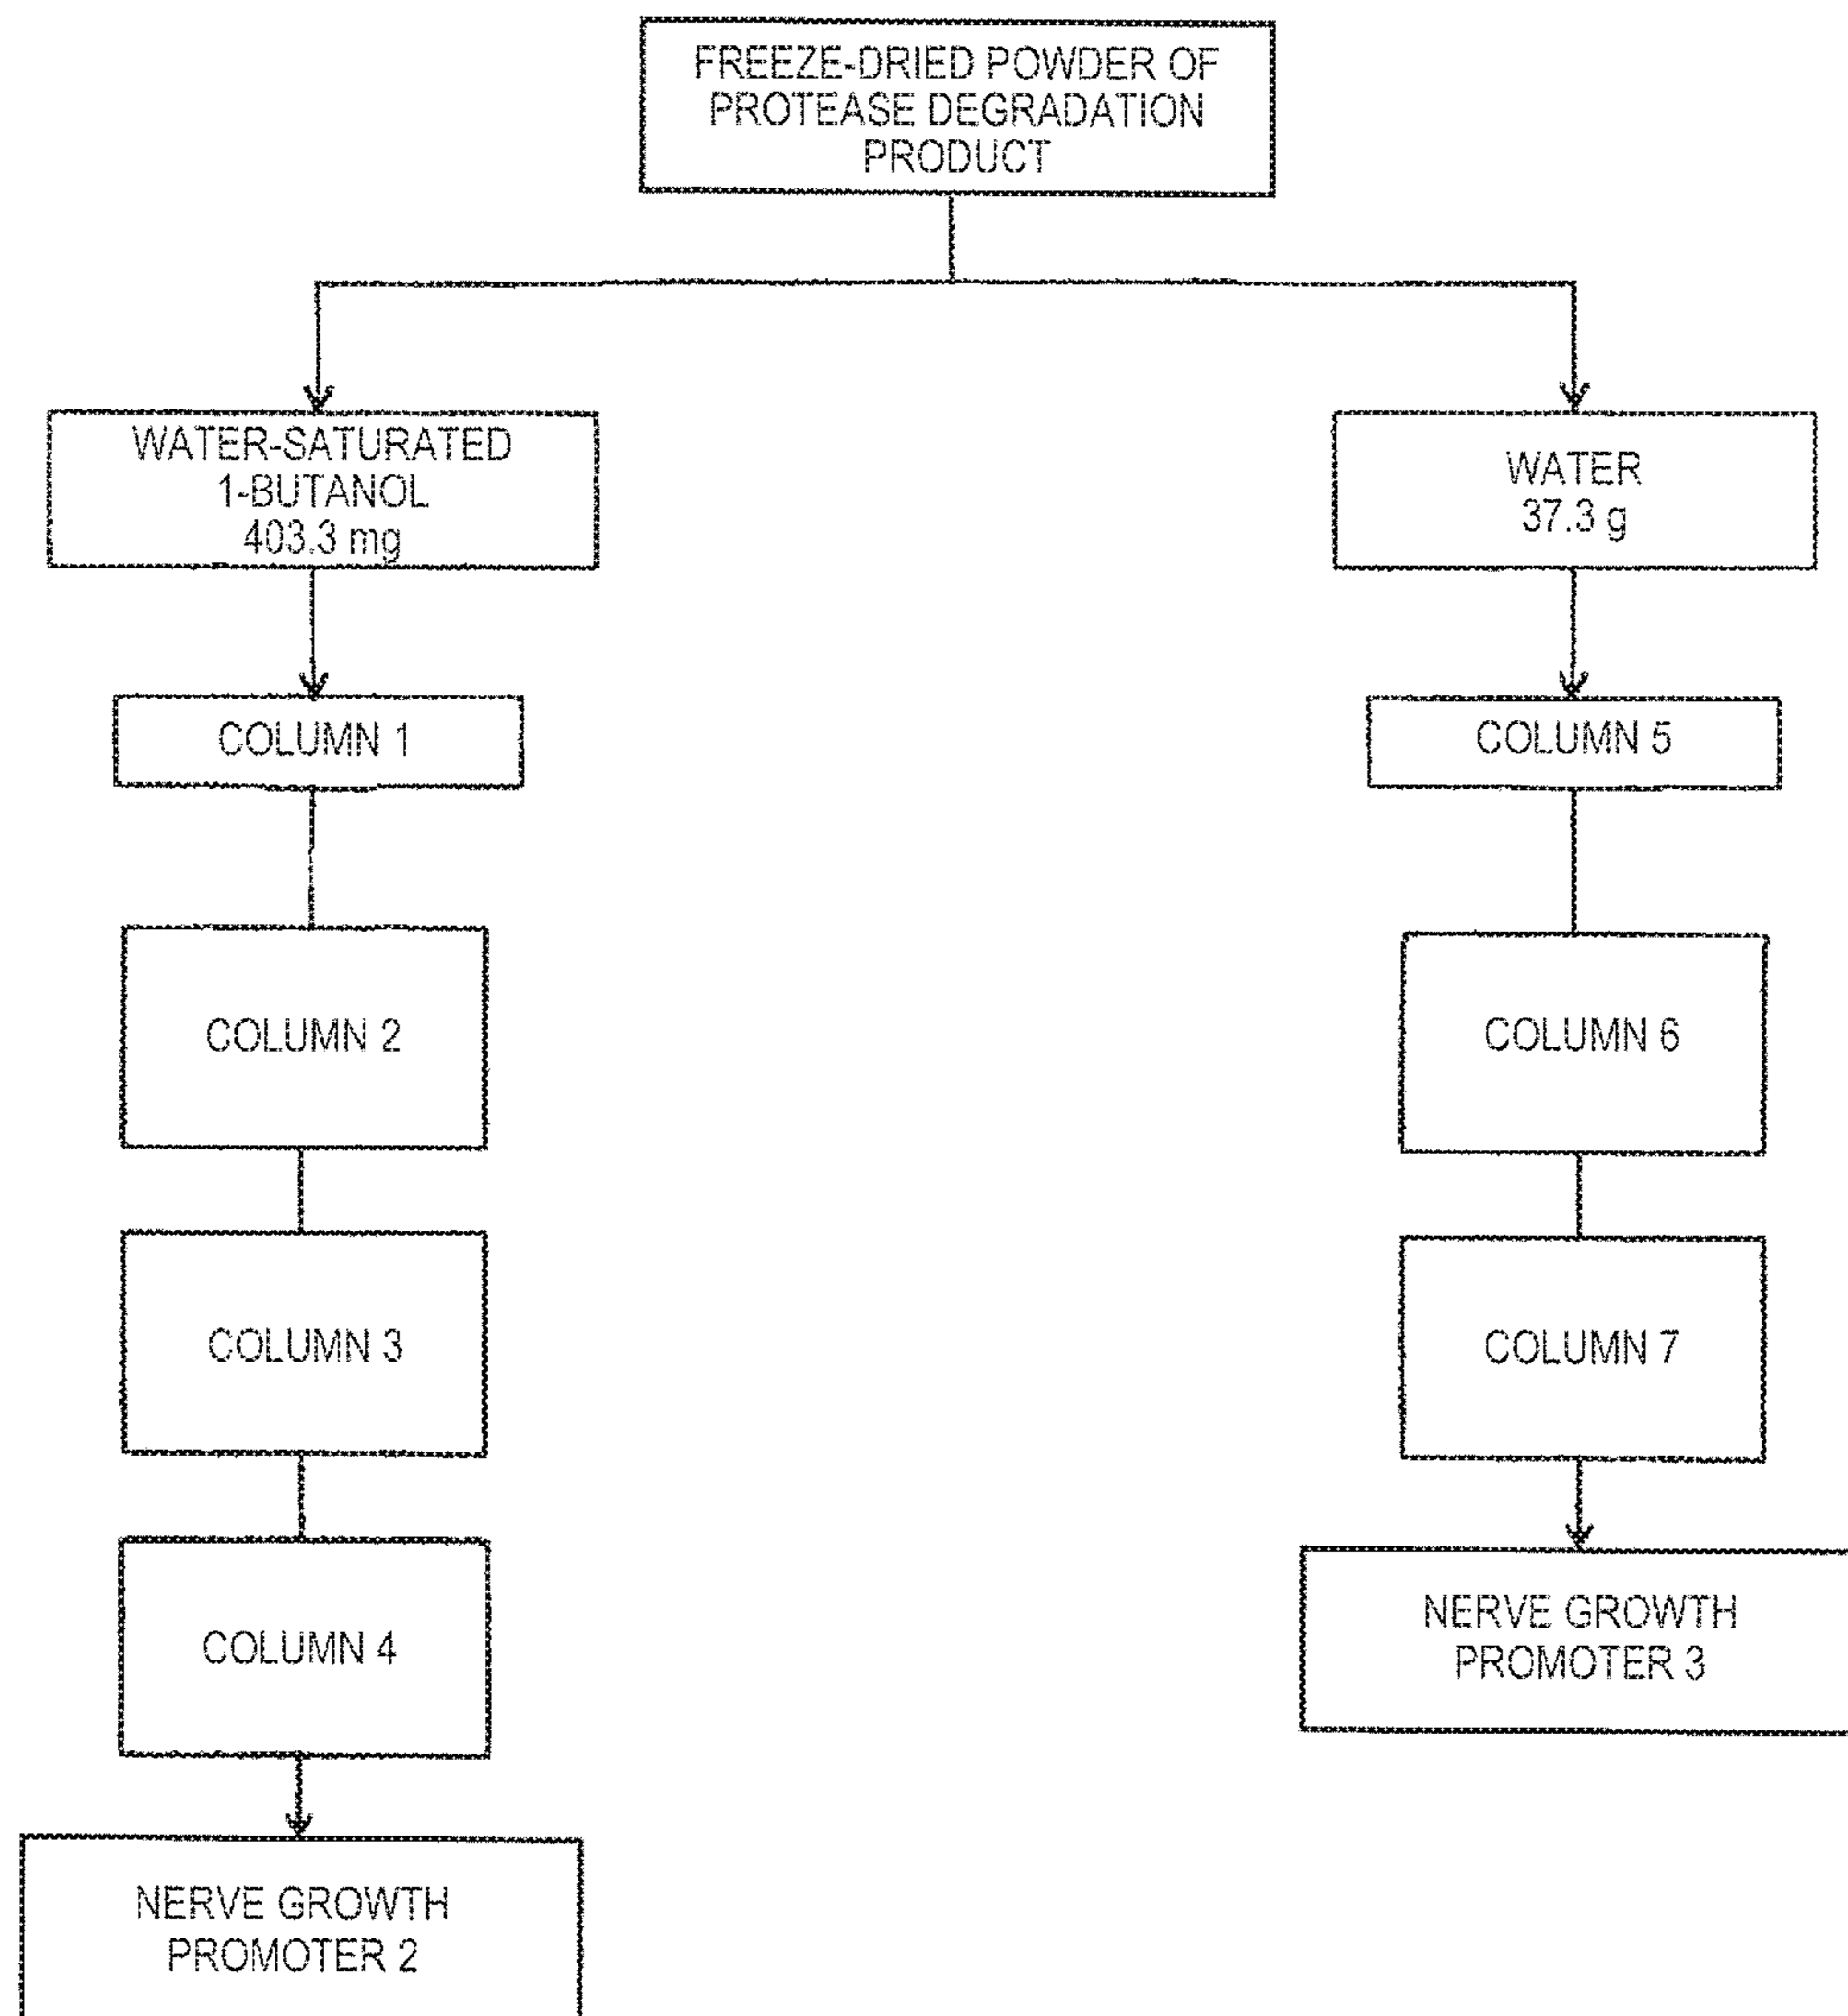 FREEZE-DRIED POWDER OF
PROTEASE DEGRADATION
PRODUCT
WATER-SATURATED
1-BUTANOL
403.3 mg
WATER
37.3 g
COLUMN 1
COLUMN 5
COLUMN 2
COLUMN 6
COLUMN 3
COLUMN 7
COLUMN 4
NERVE GROWTH
PROMOTER 3
NERVE GROWTH
PROMOTER 2